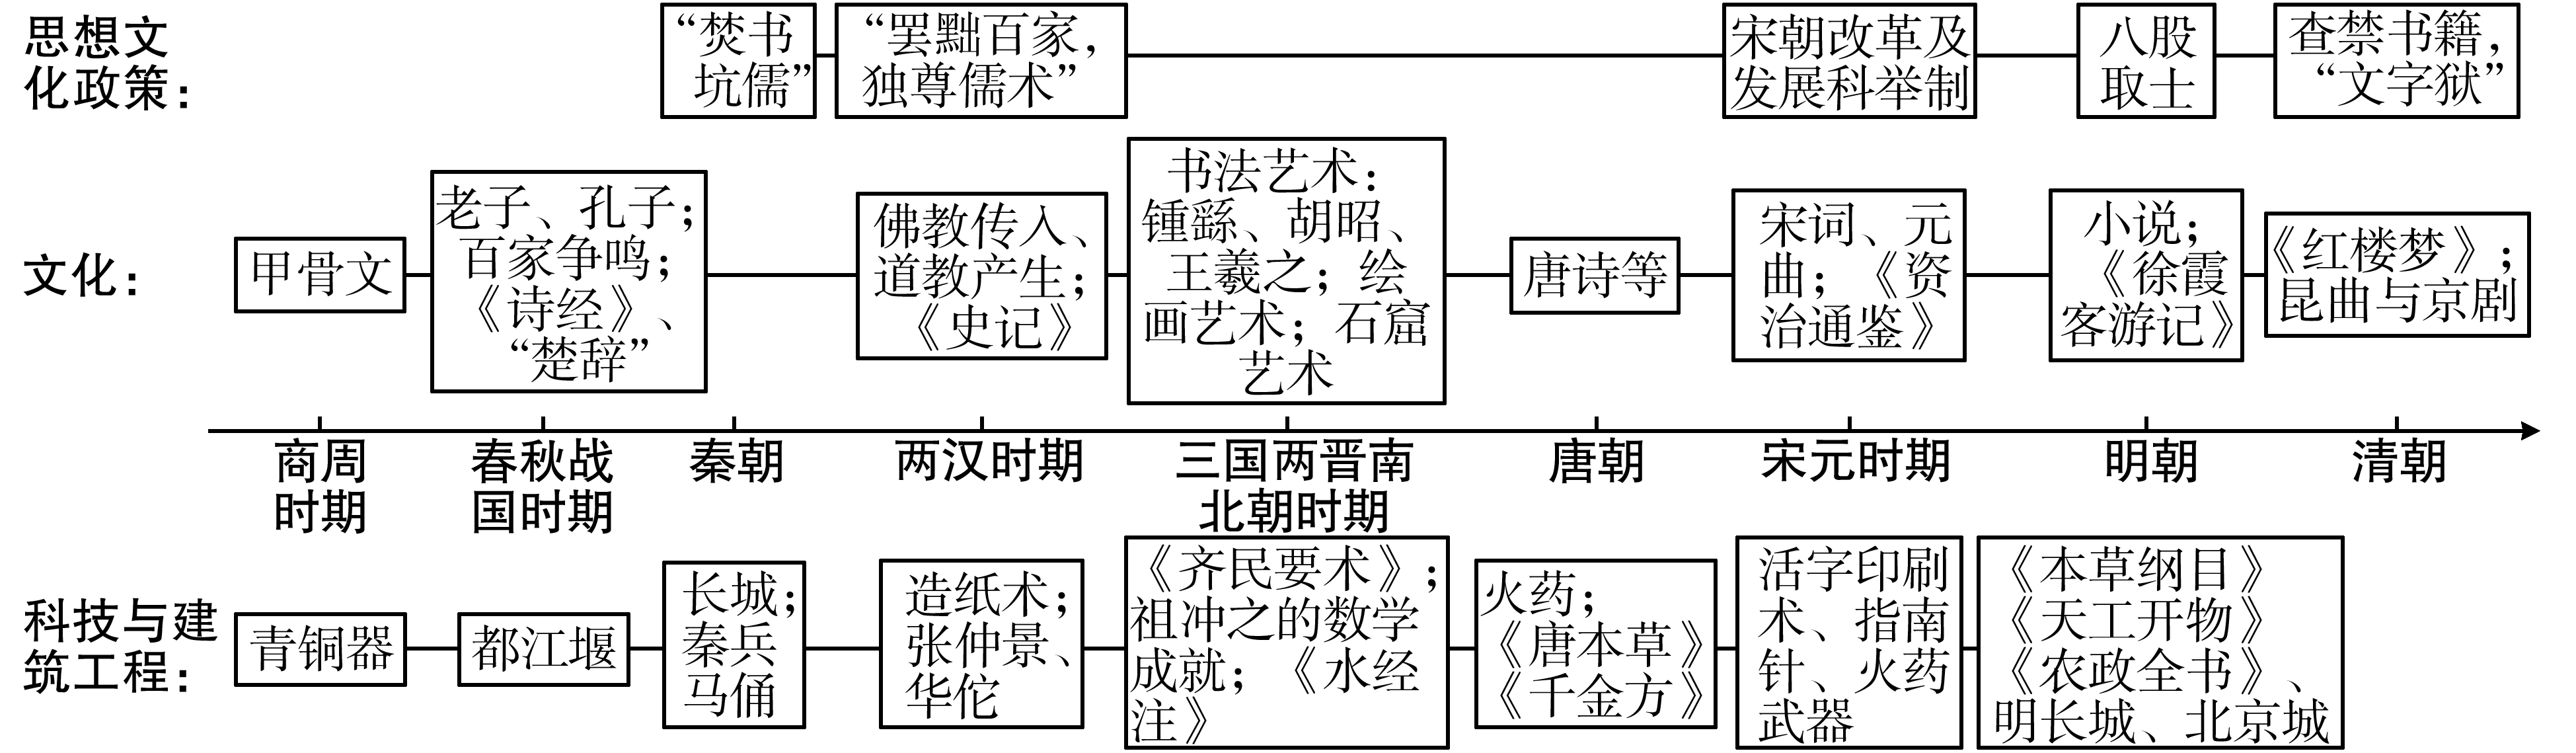 思想文
化政策：
“焚书
坑儒”
“罢黜百家，
独尊儒术”
宋朝改革及
发展科举制
八股
取士
查禁书籍，
“文字狱”
文化：
甲骨文
老子、孔子；
百家争鸣；
《诗经》、
“楚辞”
佛教传入、
道教产生；
《史记》
书法艺术：
锺繇、胡昭、
王羲之；绘
画艺术；石窟
艺术
唐诗等
宋词、元
曲；《资
治通鉴》
小说；
《徐霞
客游记》
《红楼梦》；
昆曲与京剧
商周
时期
春秋战
国时期
秦朝
两汉时期
三国两晋南
北朝时期
唐朝
宋元时期
明朝
清朝
科技与建
筑工程：
青铜器
都江堰
长城；
秦兵
马俑
造纸术；
张仲景、
华佗
《齐民要术》；
祖冲之的数学
成就；《水经
注》
火药；
《唐本草》
《千金方》
活字印刷
术、指南
针、火药
武器
《本草纲目》
《天工开物》
《农政全书》、
明长城、北京城